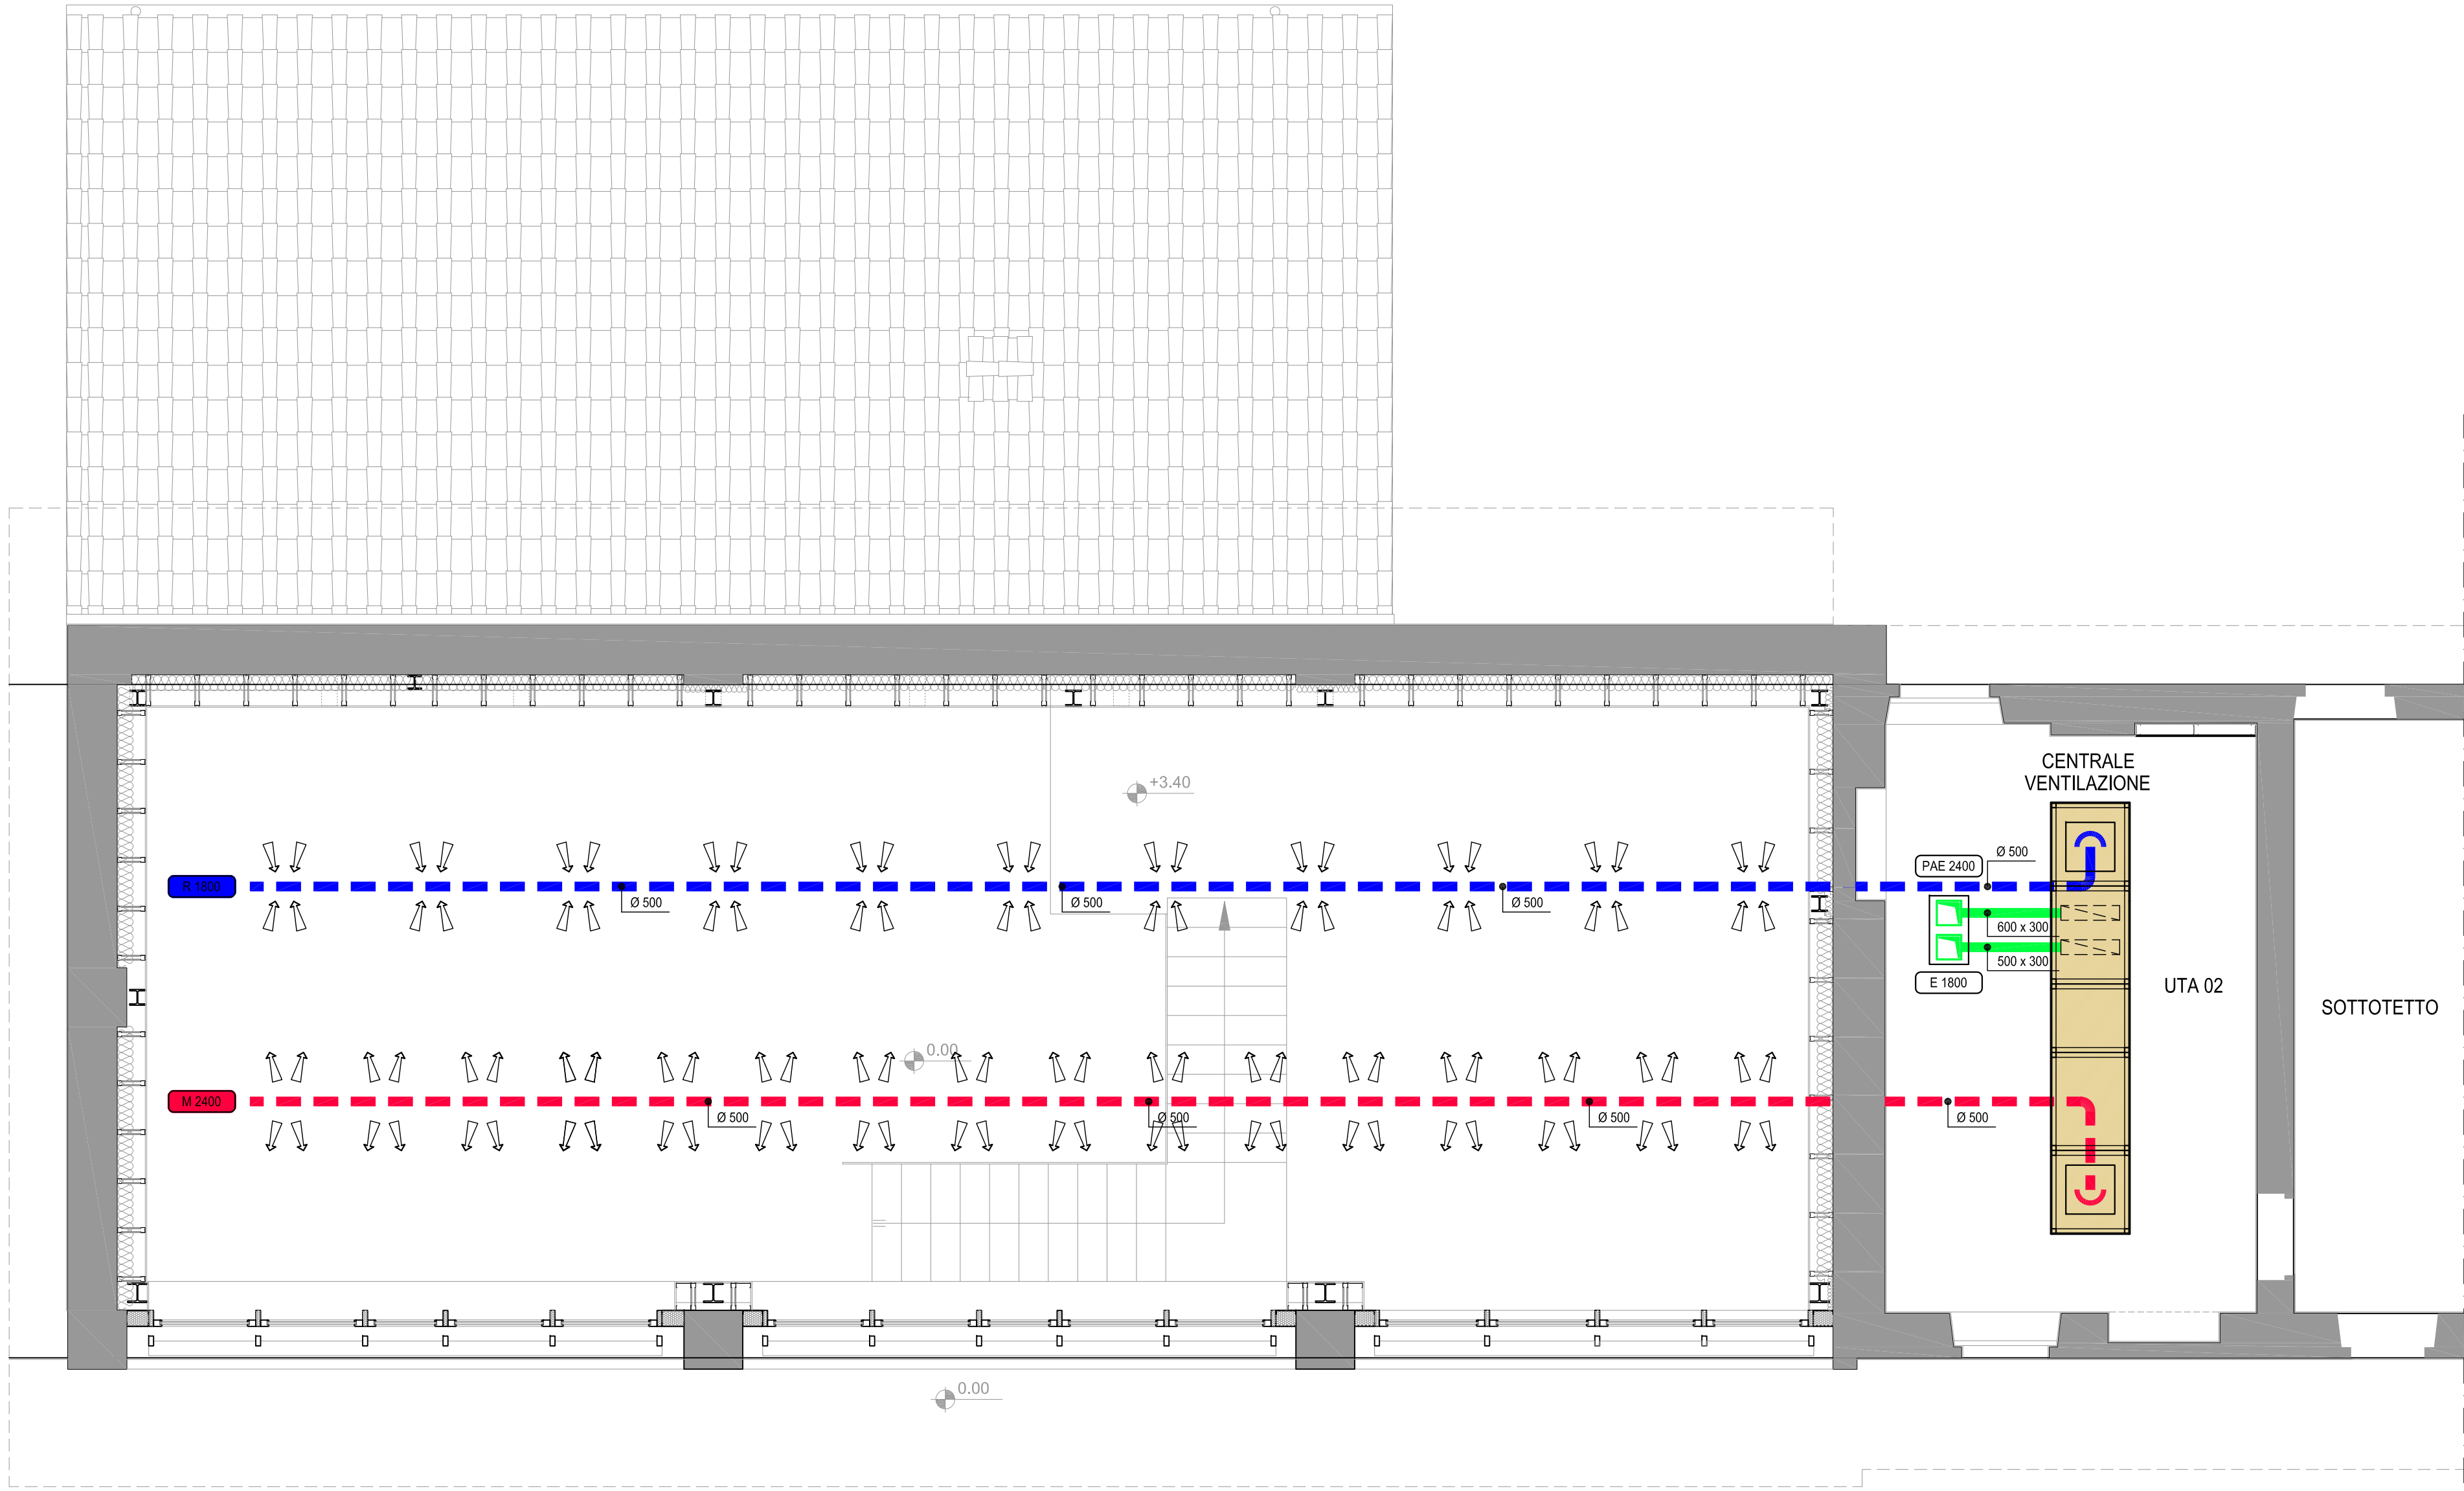 +3.40
CENTRALE
VENTILAZIONE
R 1800
Ø 500
Ø 500
Ø 500
PAE 2400
Ø 500
600 x 300
500 x 300
E 1800
UTA 02
SOTTOTETTO
0.00
M 2400
Ø 500
Ø 500
Ø 500
Ø 500
0.00